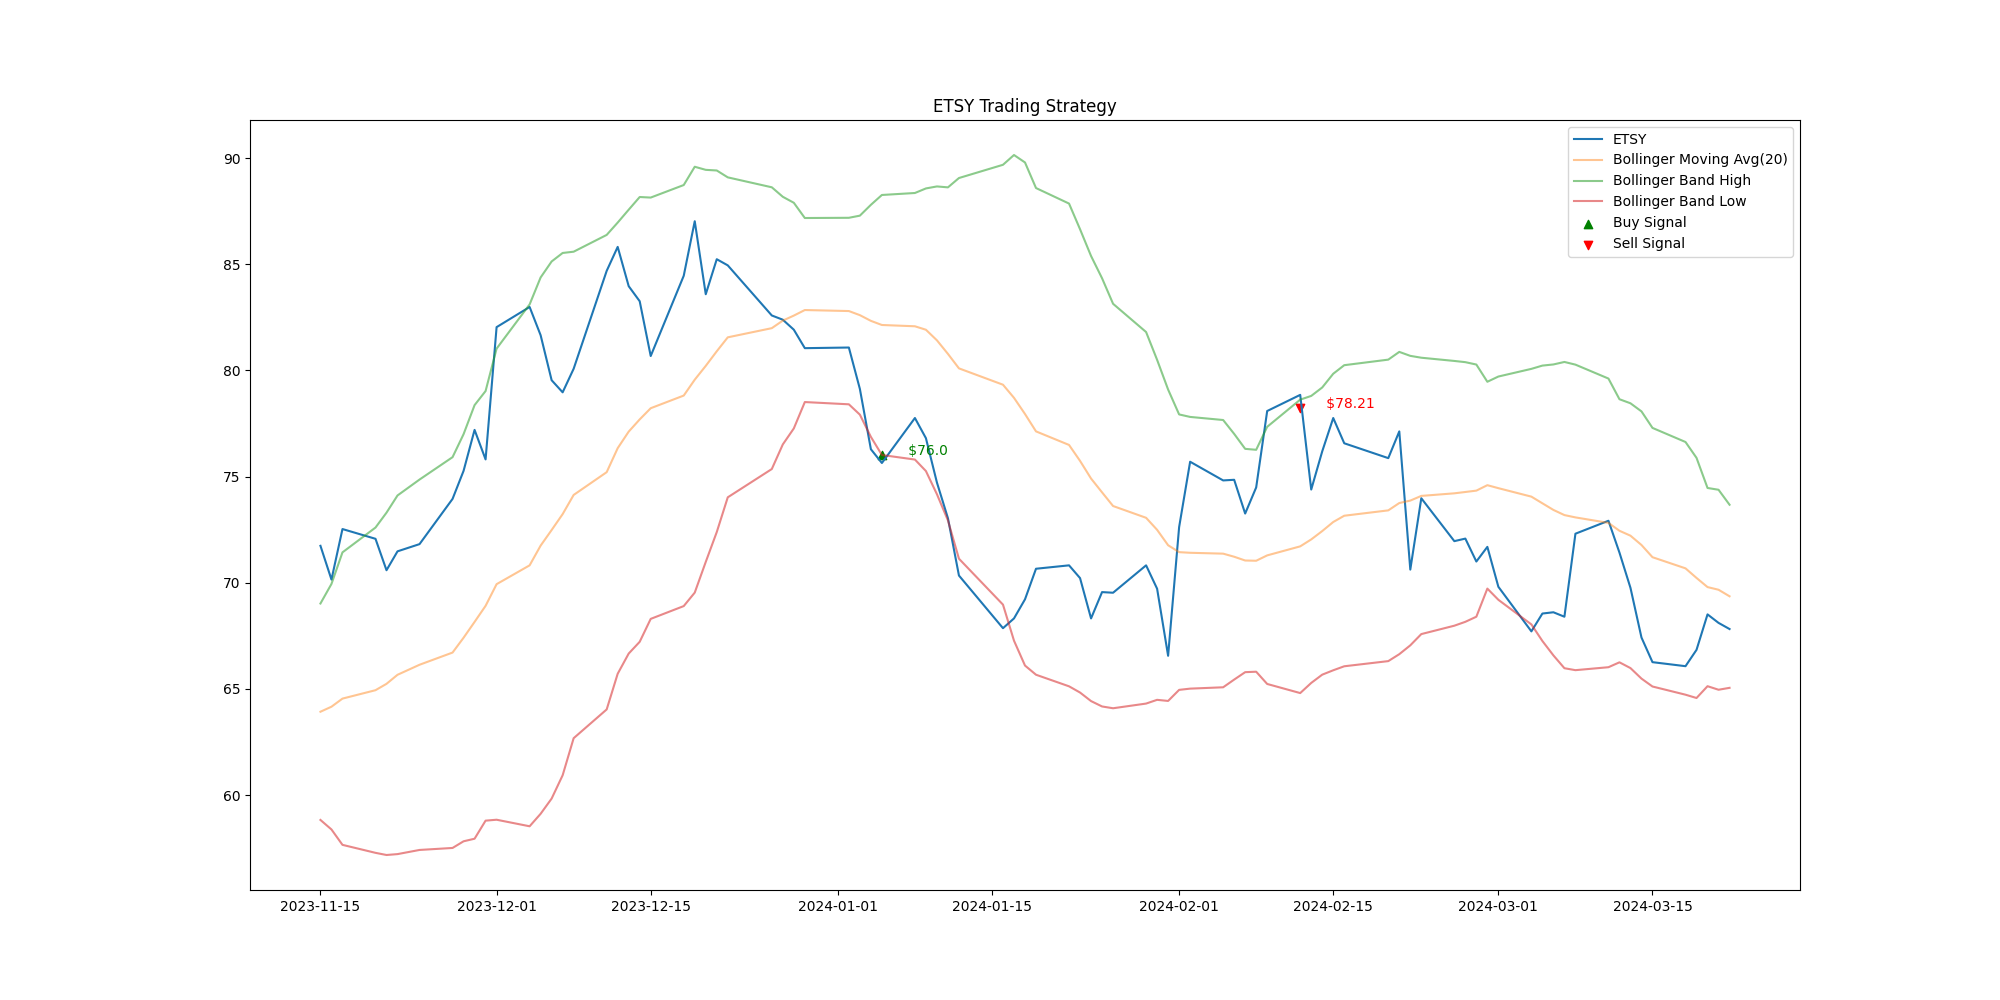 ETSY Trading Strategy
ETSY
Bollinger Moving Avg(20)
Bollinger Band High
Bollinger Band Low
Buy Signal
Sell Signal
90
85
80
75
70
65
60
$78.21
$76.0
2023-11-15
2023-12-01
2023-12-15
2024-01-01
2024-01-15
2024-02-01
2024-02-15
2024-03-01
2024-03-15